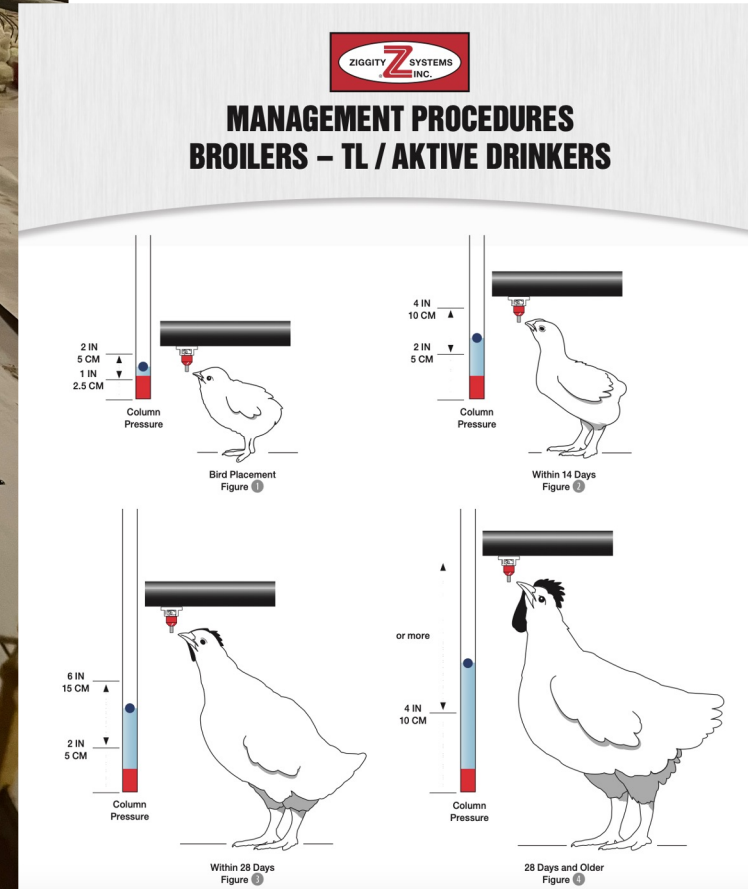 ZIGGITY Z SYSTEMS
® INC.
MANAGEMENT PROCEDURES
BROILERS – TL / AKTIVE DRINKERS
2 IN
5 CM
1 IN
2.5 CM
Column
Pressure
Bird Placement
Figure 1
4 IN
10 CM
2 IN
5 CM
Column
Pressure
Within 14 Days
Figure 2
6 IN
15 CM
2 IN
5 CM
Column
Pressure
Within 28 Days
Figure 3
or more
4 IN
10 CM
Column
Pressure
28 Days and Older
Figure 4